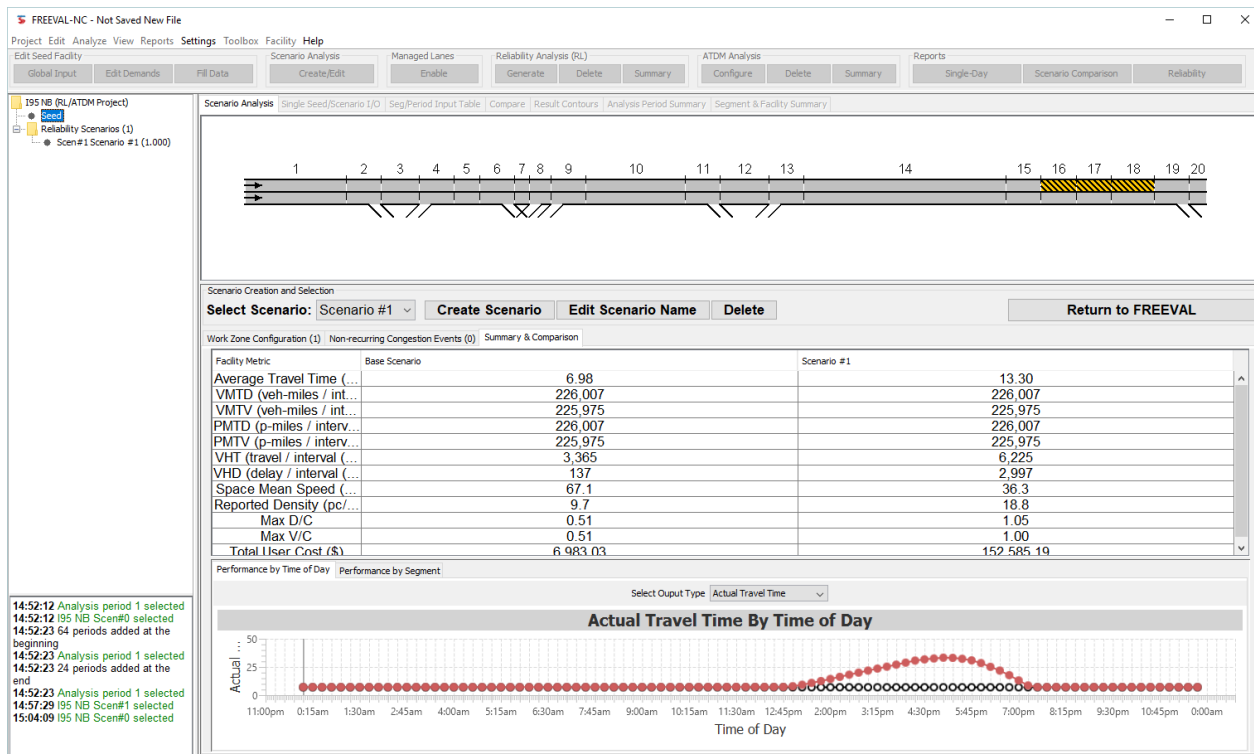 FREEVAL-NC - Not Saved New File
Project Edit Analyze View Reports Settings Toolbox Facility Help
Edit Seed Facility Scenario Analysis Managed Lanes Reliability Analysis (RL) ATDM Analysis Reports
Global Input Edit Demands Fill Data Create/Edit Enable Generate Delete Summary Configure Delete Summary Single-Day Scenario Comparison Reliability
I95 NB (RL/ATDM Project)
Seed
Reliability Scenarios (1)
Scen#1 Scenario #1 (1.000)
Scenario Analysis Single Seed/Scenario I/O Seg/Period Input Table Compare Result Contours Analysis Period Summary Segment & Facility Summary
1 2 3 4 5 6 7 8 9 10 11 12 13 14 15 16 17 18 19 20
Scenario Creation and Selection
Select Scenario: Scenario #1 Create Scenario Edit Scenario Name Delete Return to FREEVAL
Work Zone Configuration (1) Non-recurring Congestion Events (0) Summary & Comparison
Facility Metric Base Scenario Scenario #1
Average Travel Time (... 6.98 13.30
VMTD (veh-miles / int... 226,007 226,007
VMTV (veh-miles / int... 225,975 225,975
PMTD (p-miles / interv... 226,007 226,007
PMTV (p-miles / interv... 225,975 225,975
VHT (travel / interval (... 3,365 6,225
VHD (delay / interval (... 137 2,997
Space Mean Speed (... 67.1 36.3
Reported Density (pc/... 9.7 18.8
Max D/C 0.51 1.05
Max V/C 0.51 1.00
Total User Cost ($) 6,983.03 152,585.19
Performance by Time of Day Performance by Segment
Select Ouput Type Actual Travel Time
Actual Travel Time By Time of Day
Actual ...
50
25
0
11:00pm 0:15am 1:30am 2:45am 4:00am 5:15am 6:30am 7:45am 9:00am 10:15am 11:30am 12:45pm 2:00pm 3:15pm 4:30pm 5:45pm 7:00pm 8:15pm 9:30pm 10:45pm 0:00am
Time of Day
14:52:12 Analysis period 1 selected
14:52:12 I95 NB Scen#0 selected
14:52:23 64 periods added at the
beginning
14:52:23 Analysis period 1 selected
14:52:23 24 periods added at the
end
14:52:23 Analysis period 1 selected
14:57:29 I95 NB Scen#1 selected
15:04:09 I95 NB Scen#0 selected